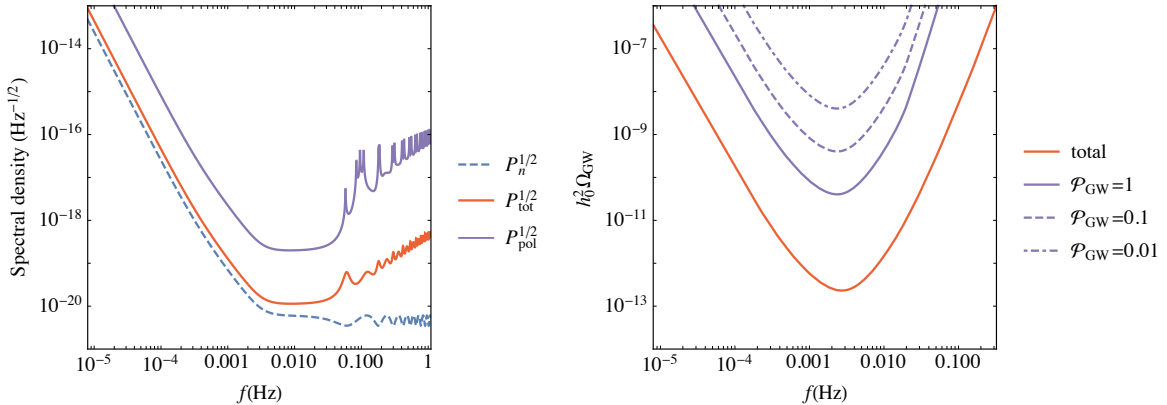 Spectral density (Hz^{-1/2})
10^{-14}
10^{-16}
10^{-18}
10^{-20}
10^{-5} 10^{-4} 0.001 0.010 0.100 1
f(Hz)
P_n^{1/2}
P_tot^{1/2}
P_pol^{1/2}
h_0^2 Ω_GW
10^{-7}
10^{-9}
10^{-11}
10^{-13}
10^{-5} 10^{-4} 0.001 0.010 0.100
f(Hz)
total
𝒫_GW=1
𝒫_GW=0.1
𝒫_GW=0.01